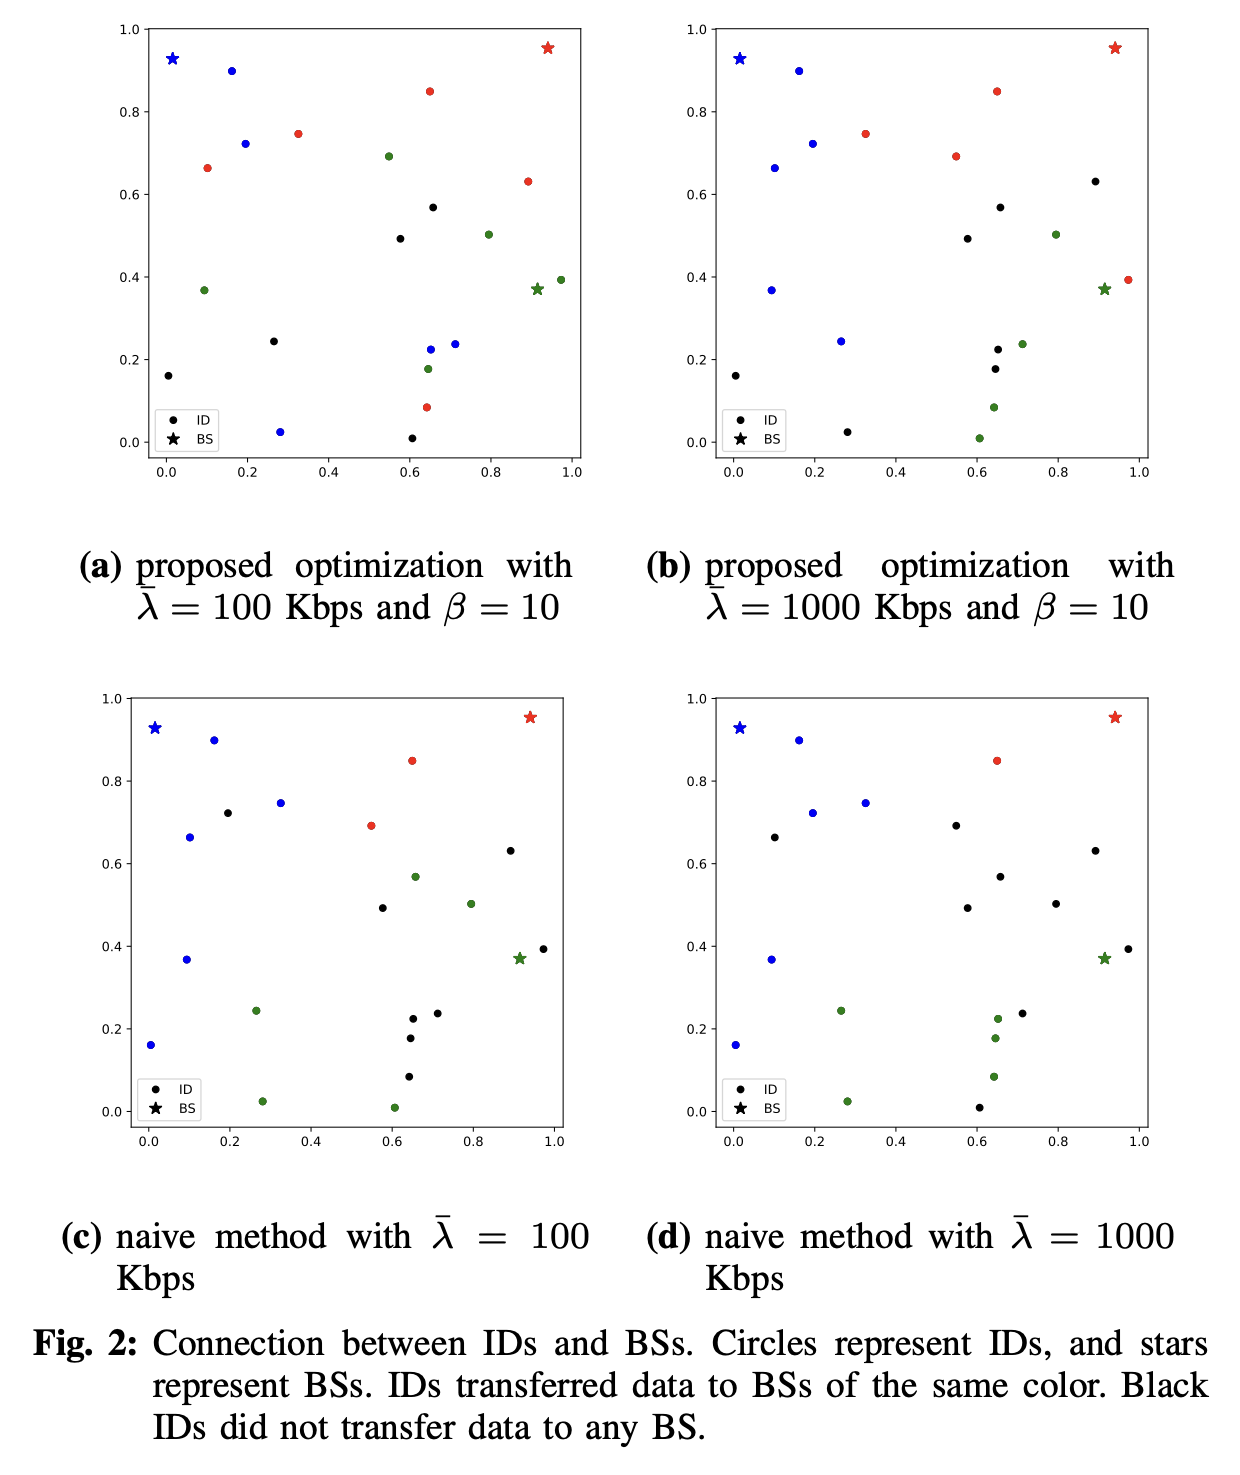 1.0
0.8
0.6
0.4
0.2
0.0
ID
BS
0.0 0.2 0.4 0.6 0.8 1.0
1.0
0.8
0.6
0.4
0.2
0.0
ID
BS
0.0 0.2 0.4 0.6 0.8 1.0
(a) proposed optimization with
λ̄ = 100 Kbps and β = 10
(b) proposed optimization with
λ̄ = 1000 Kbps and β = 10
1.0
0.8
0.6
0.4
0.2
0.0
ID
BS
0.0 0.2 0.4 0.6 0.8 1.0
1.0
0.8
0.6
0.4
0.2
0.0
ID
BS
0.0 0.2 0.4 0.6 0.8 1.0
(c) naive method with λ̄ = 100
Kbps
(d) naive method with λ̄ = 1000
Kbps
Fig. 2: Connection between IDs and BSs. Circles represent IDs, and stars
represent BSs. IDs transferred data to BSs of the same color. Black
IDs did not transfer data to any BS.